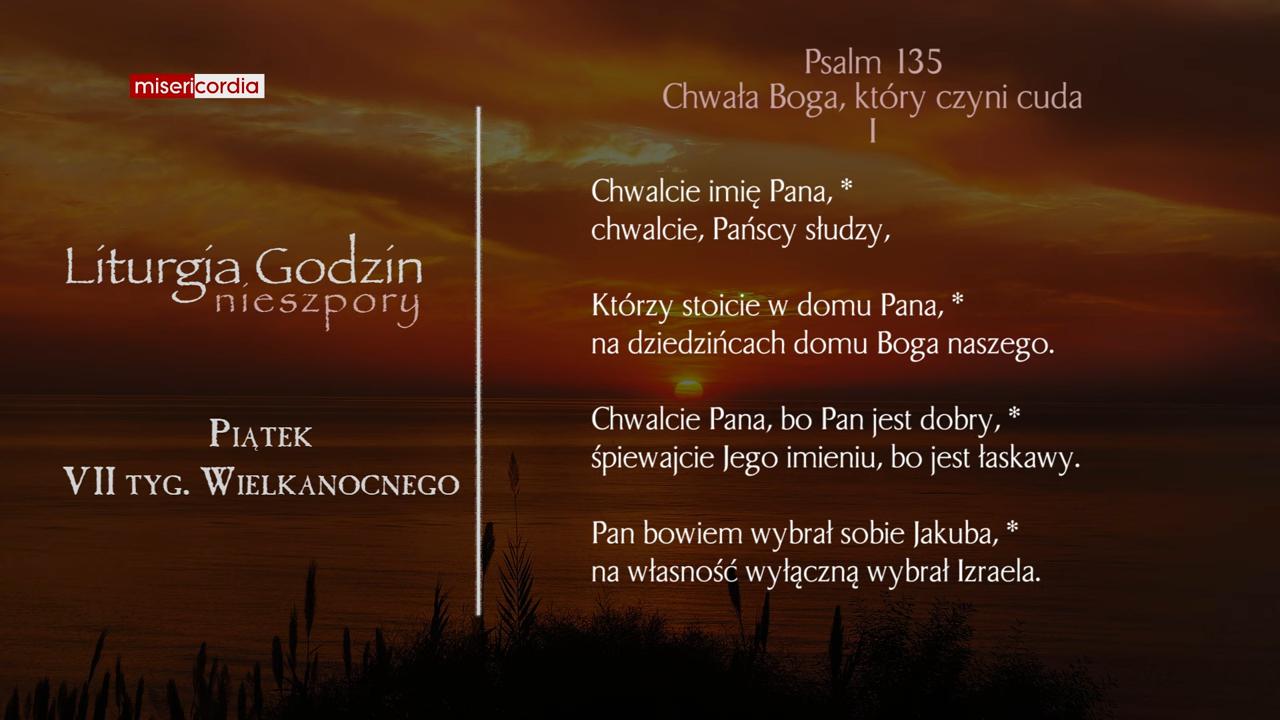 misericordia
Liturgia Godzin
nieszpory
Piątek
VII tyg. Wielkanocnego
Psalm 135
Chwała Boga, który czyni cuda
I
Chwalcie imię Pana, *
chwalcie, Pańscy słudzy,
Którzy stoicie w domu Pana, *
na dziedzińcach domu Boga naszego.
Chwalcie Pana, bo Pan jest dobry, *
śpiewajcie Jego imieniu, bo jest łaskawy.
Pan bowiem wybrał sobie Jakuba, *
na własność wyłączną wybrał Izraela.